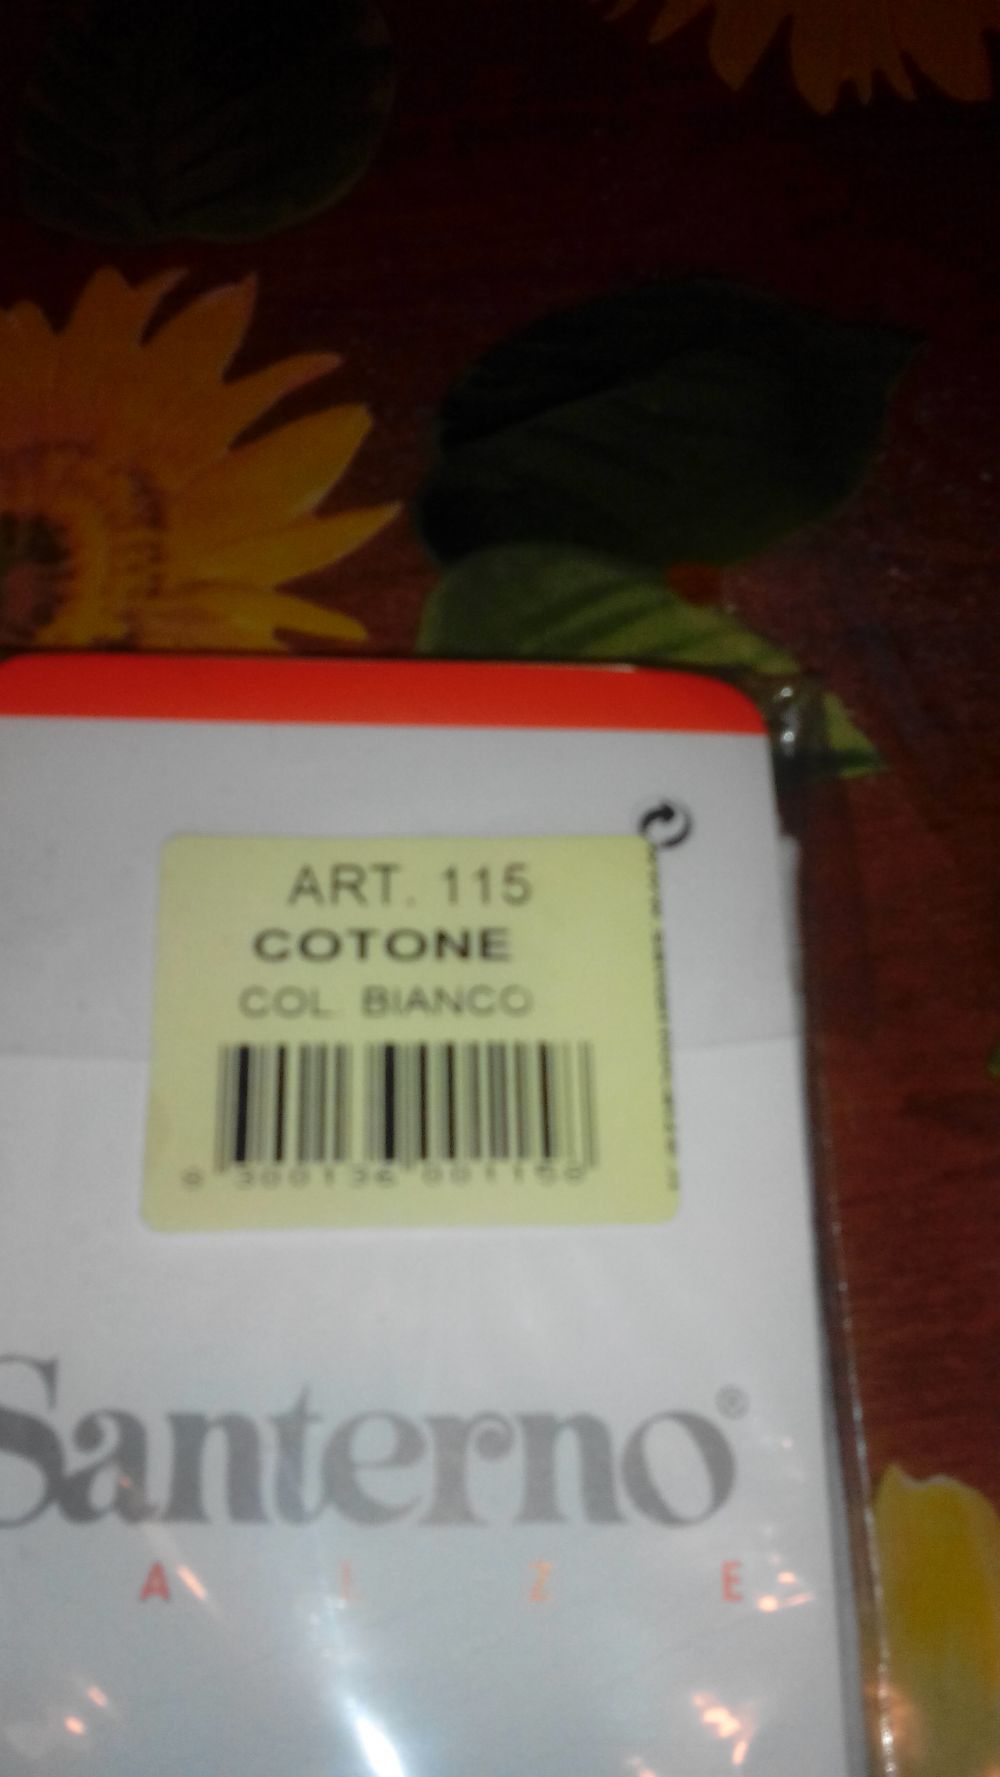 ART. 115
COTONE
COL. BIANCO
Santerno®
A L Z E